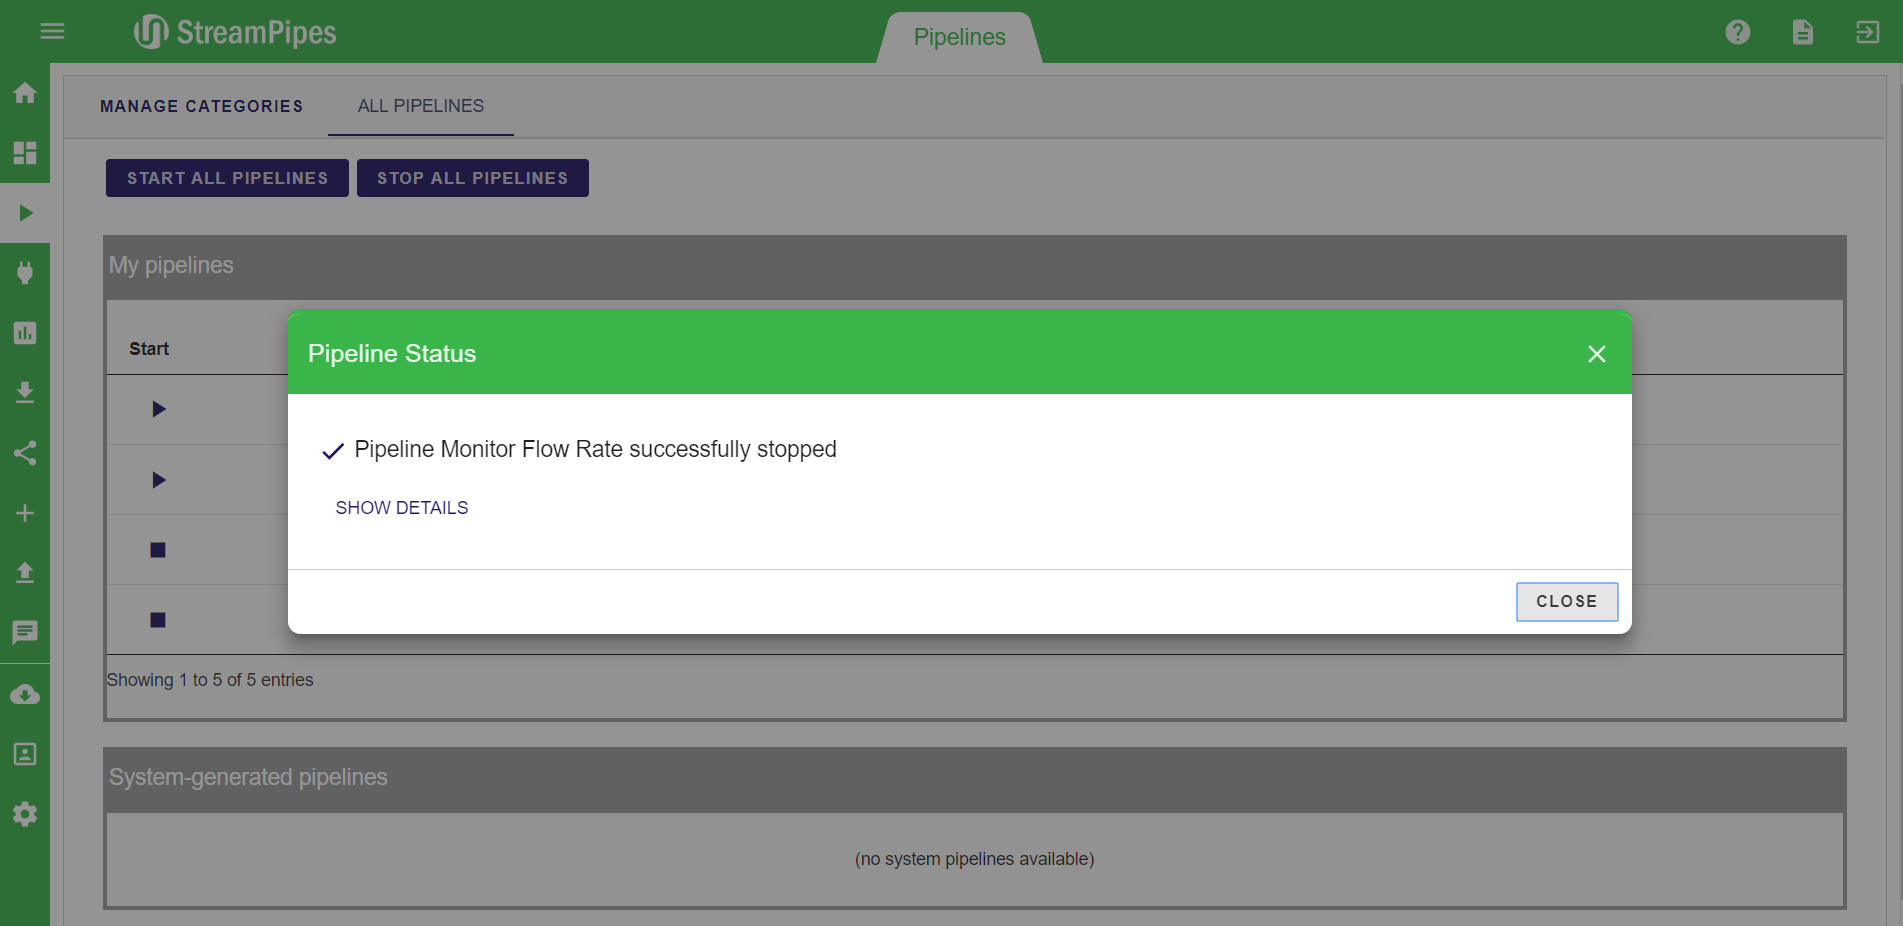 StreamPipes
Pipelines
MANAGE CATEGORIES
ALL PIPELINES
START ALL PIPELINES
STOP ALL PIPELINES
My pipelines
Start
Pipeline Status
Pipeline Monitor Flow Rate successfully stopped
SHOW DETAILS
CLOSE
Showing 1 to 5 of 5 entries
System-generated pipelines
(no system pipelines available)